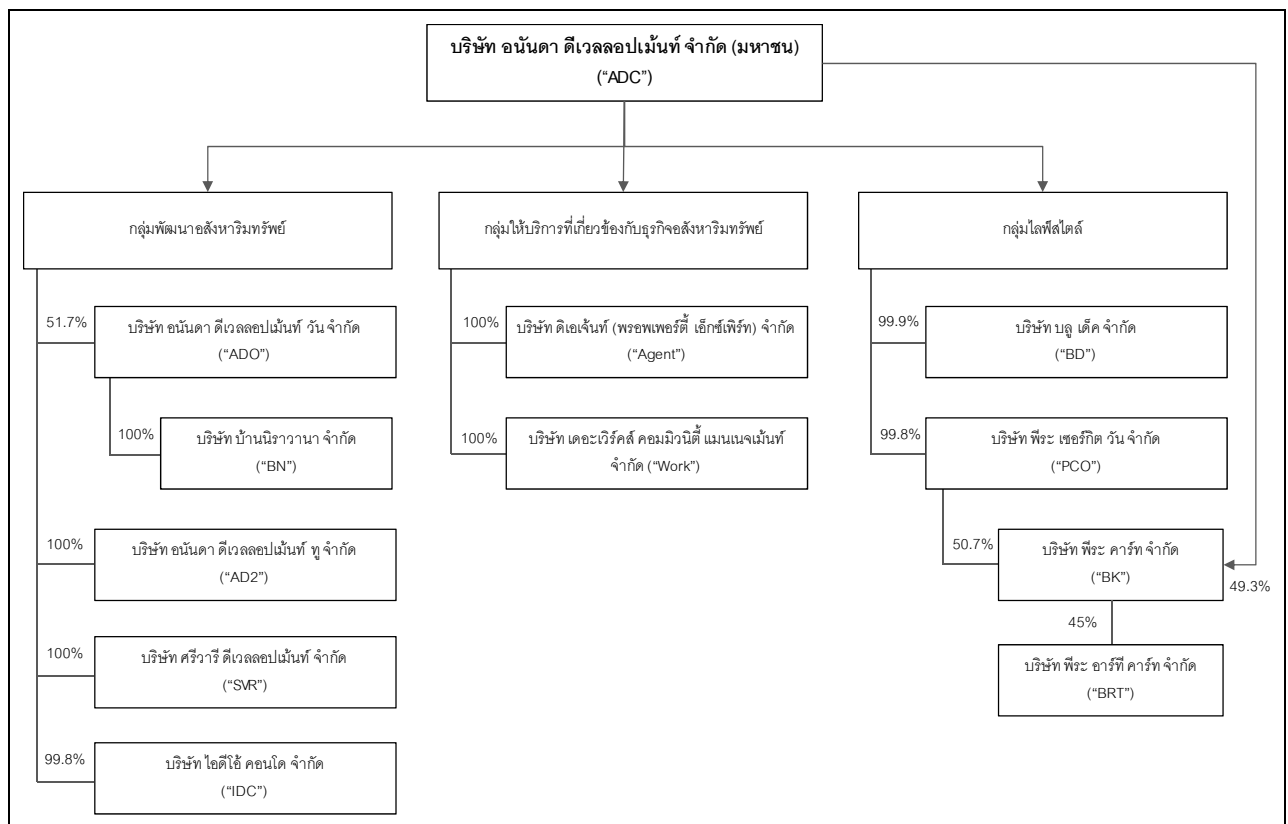 บริษัท อนันดา ดีเวลลอปเม้นท์ จำกัด (มหาชน)
(“ADC”)
กลุ่มพัฒนาอสังหาริมทรัพย์
51.7%
บริษัท อนันดา ดีเวลลอปเม้นท์ วัน จำกัด
(“ADO”)
100%
บริษัท บ้านนิราวานา จำกัด
(“BN”)
100%
บริษัท อนันดา ดีเวลลอปเม้นท์ ทู จำกัด
(“AD2”)
100%
บริษัท ศรีวารี ดีเวลลอปเม้นท์ จำกัด
(“SVR”)
99.8%
บริษัท ไอดีโอ้ คอนโด จำกัด
(“IDC”)
กลุ่มให้บริการที่เกี่ยวข้องกับธุรกิจอสังหาริมทรัพย์
100%
บริษัท ดิเอเจ้นท์ (พรอพเพอร์ตี้ เอ็กซ์เพิร์ท) จำกัด
(“Agent”)
100%
บริษัท เดอะเวิร์คส์ คอมมิวนิตี้ แมนเนจเม้นท์
จำกัด (“Work”)
กลุ่มไลฟ์สไตล์
99.9%
บริษัท บลู เด็ค จำกัด
(“BD”)
99.8%
บริษัท พีระ เซอร์กิต วัน จำกัด
(“PCO”)
50.7%
บริษัท พีระ คาร์ท จำกัด
(“BK”)
49.3%
45%
บริษัท พีระ อาร์ที คาร์ท จำกัด
(“BRT”)